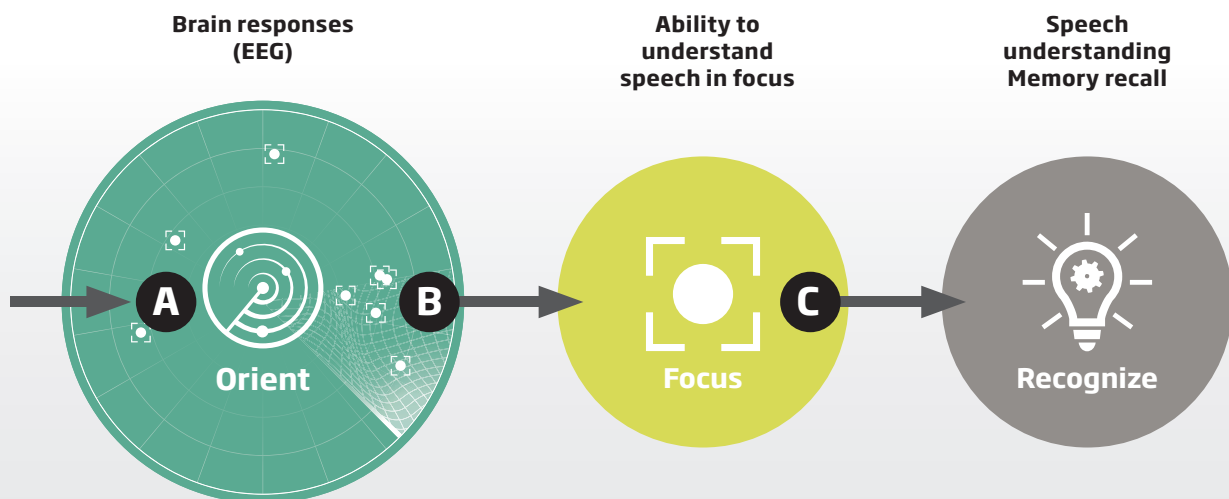 Brain responses
(EEG)
Ability to
understand
speech in focus
Speech
understanding
Memory recall
A
B
C
Orient
Focus
Recognize